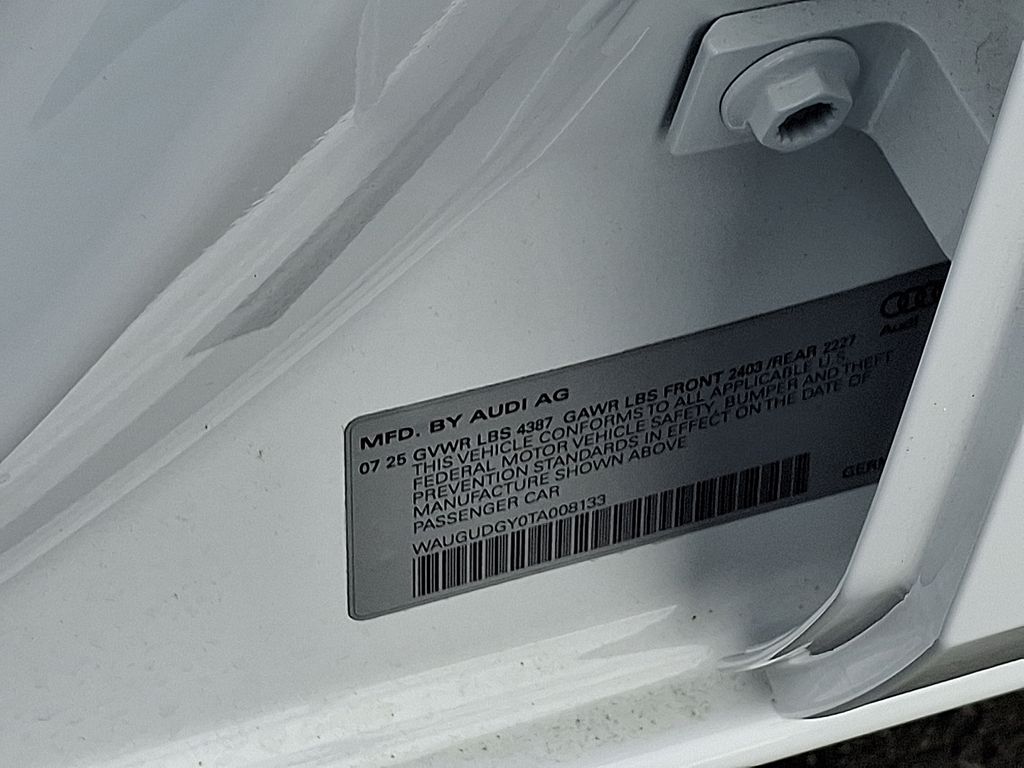 Audi
MFD. BY AUDI AG
07 25 GVWR LBS 4387 GAWR LBS FRONT 2403 /REAR 2227
THIS VEHICLE CONFORMS TO ALL APPLICABLE U.S.
FEDERAL MOTOR VEHICLE SAFETY, BUMPER AND THEFT
PREVENTION STANDARDS IN EFFECT ON THE DATE OF
MANUFACTURE SHOWN ABOVE
PASSENGER CAR
WAUGUDGY0TA008133
GERM